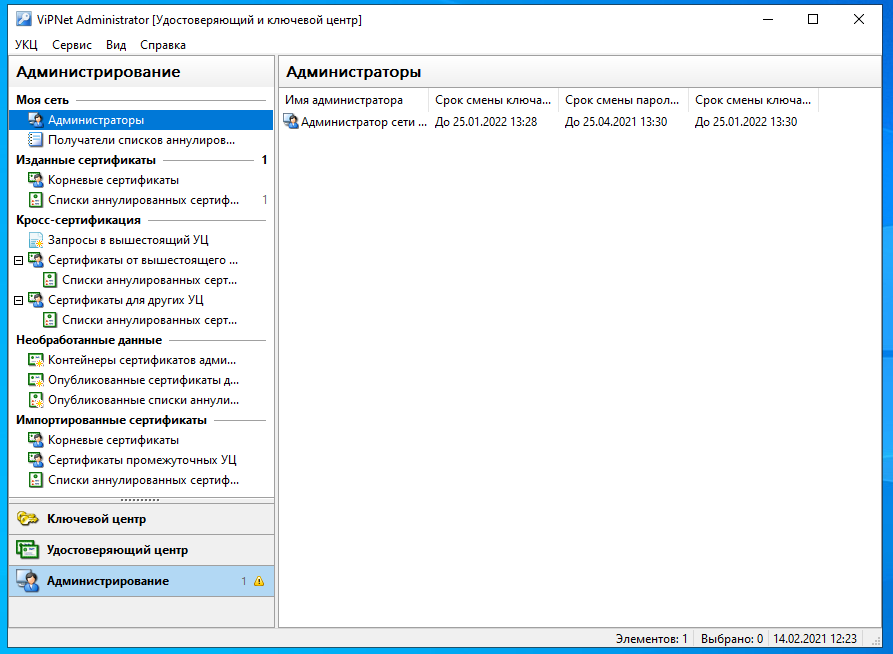 ViPNet Administrator [Удостоверяющий и ключевой центр]
УКЦ Сервис Вид Справка
Администрирование
Моя сеть
Администраторы
Получатели списков аннулиров...
Изданные сертификаты 1
Корневые сертификаты
Списки аннулированных сертиф... 1
Кросс-сертификация
Запросы в вышестоящий УЦ
Сертификаты от вышестоящего ...
Списки аннулированных серт...
Сертификаты для других УЦ
Списки аннулированных серт...
Необработанные данные
Контейнеры сертификатов адми...
Опубликованные сертификаты д...
Опубликованные списки аннули...
Импортированные сертификаты
Корневые сертификаты
Сертификаты промежуточных УЦ
Списки аннулированных сертиф...
Ключевой центр
Удостоверяющий центр
Администрирование 1
Администраторы
Имя администратора Срок смены ключа... Срок смены парол... Срок смены ключа...
Администратор сети ... До 25.01.2022 13:28 До 25.04.2021 13:30 До 25.01.2022 13:30
Элементов: 1 Выбрано: 0 14.02.2021 12:23